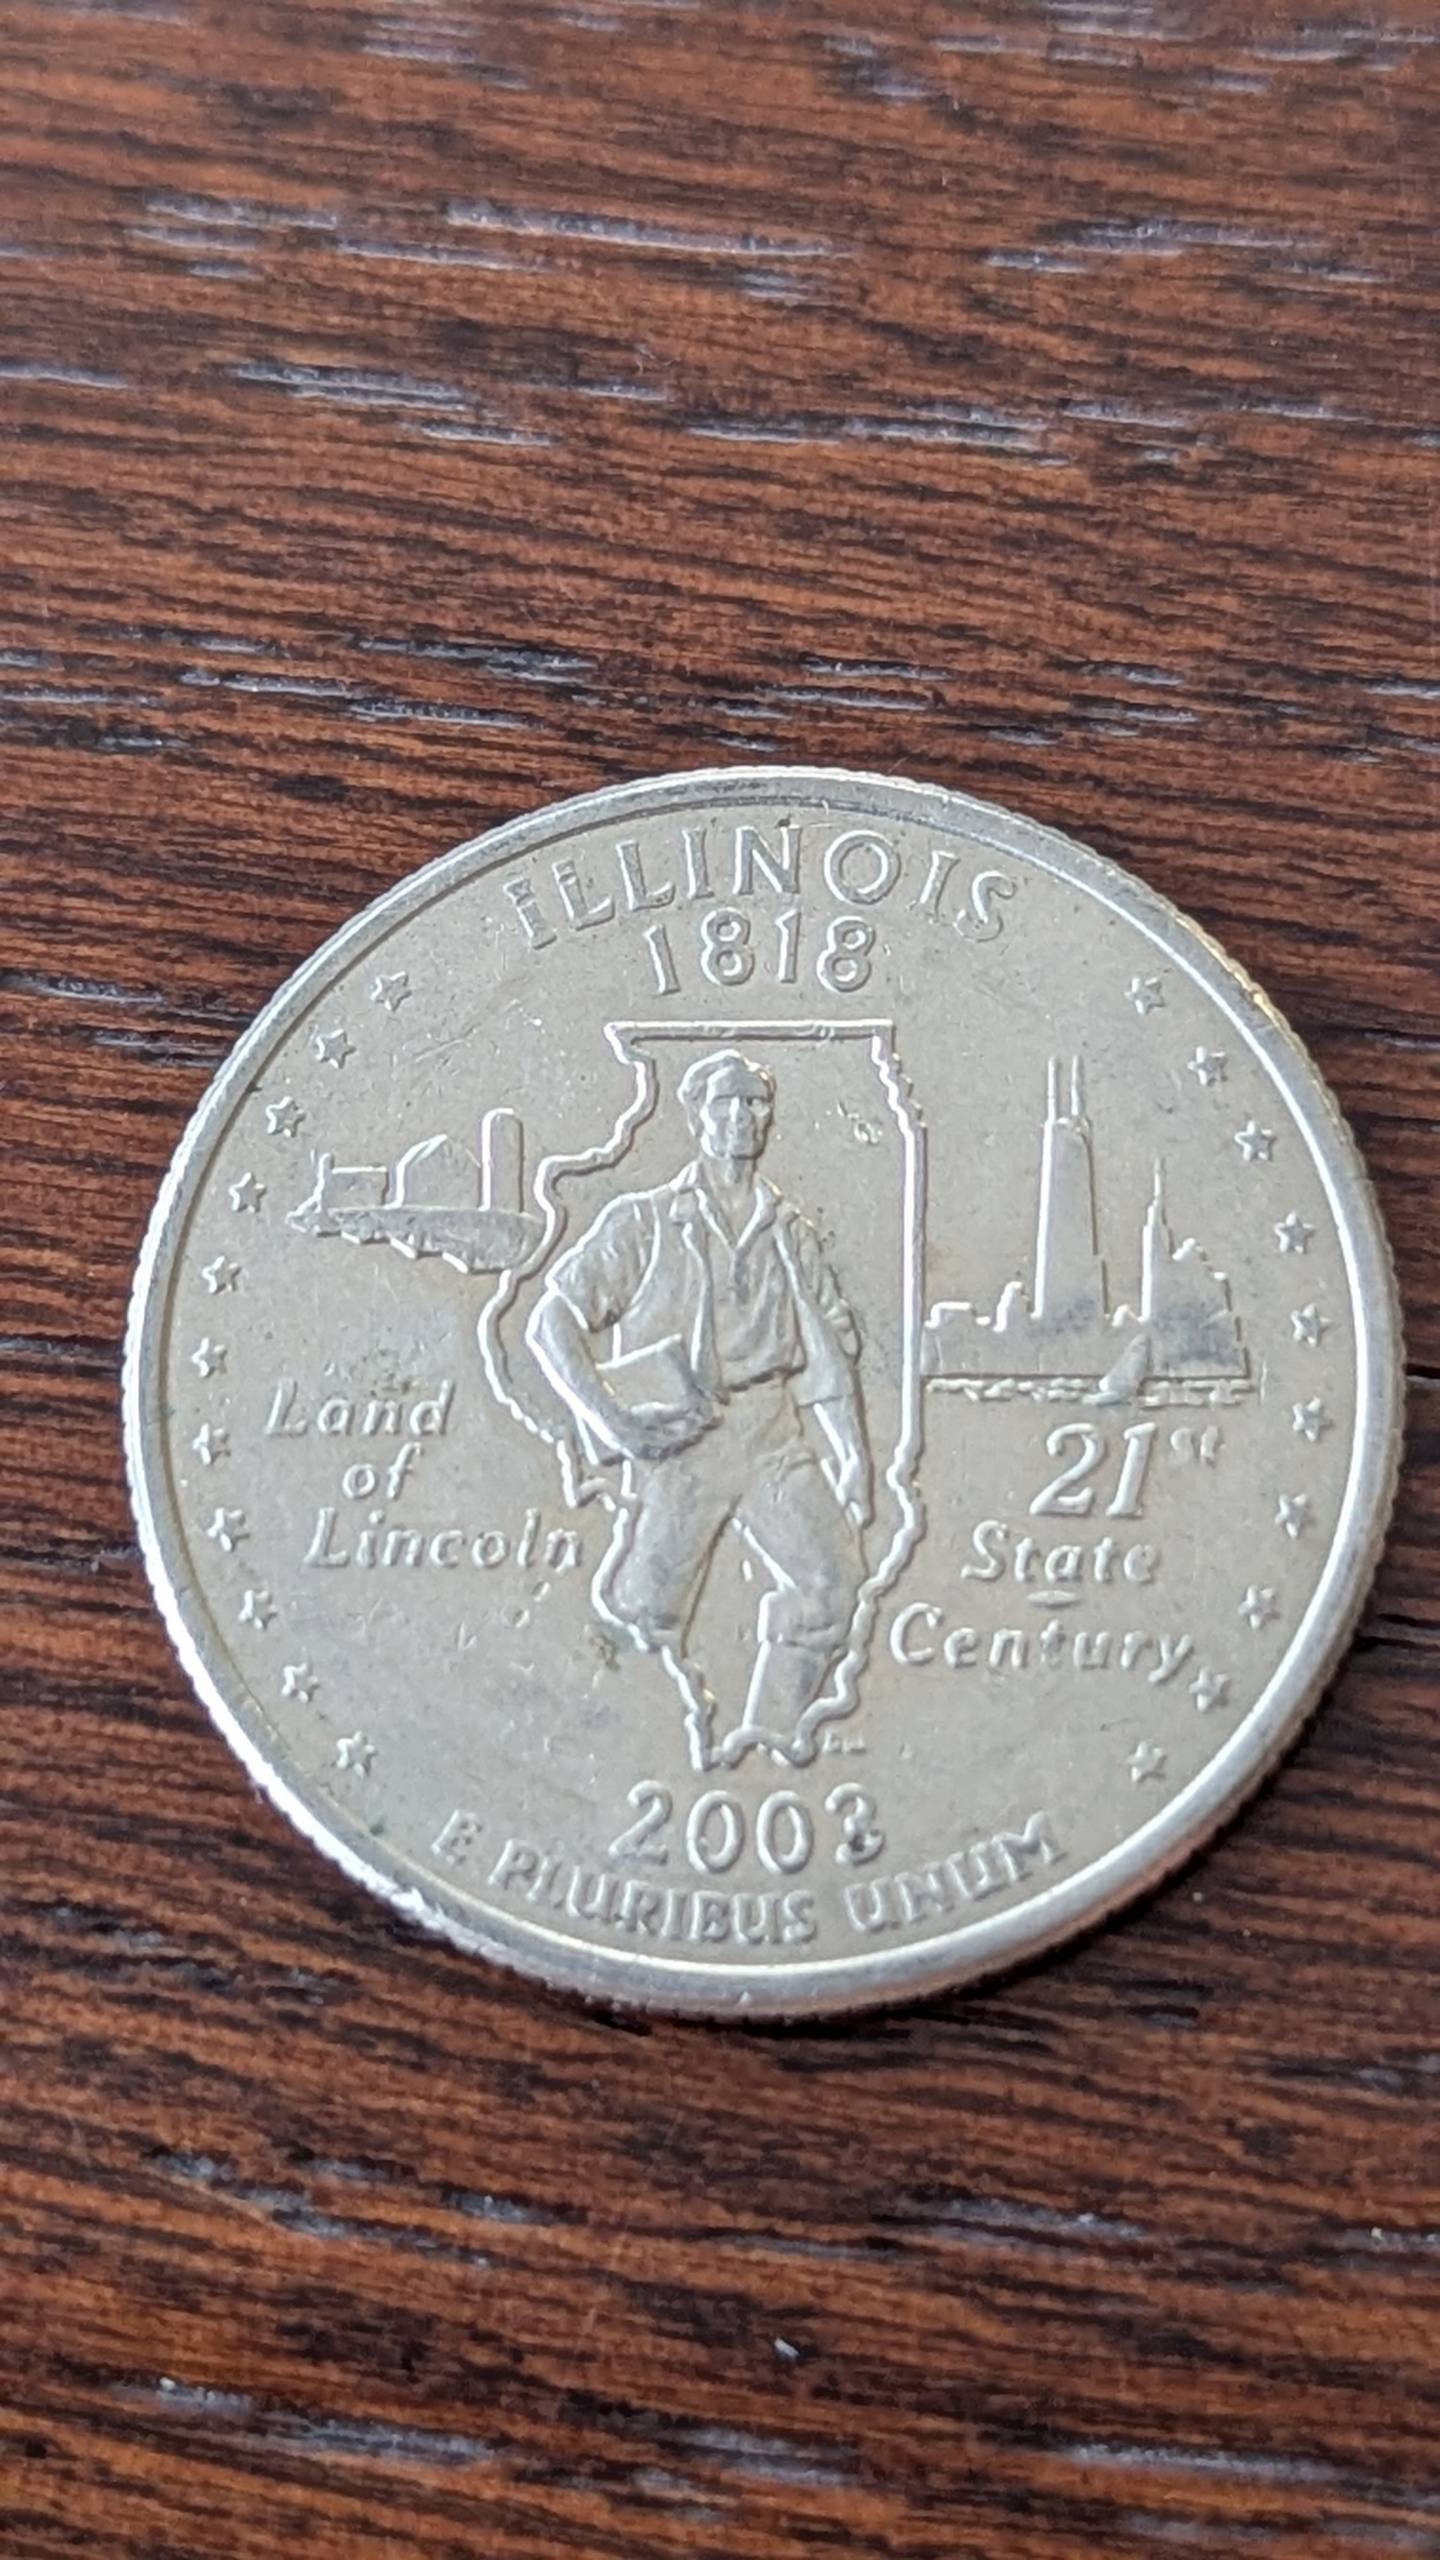 ILLINOIS
1818
Land
of
Lincoln
21st
State
Century
2003
E PLURIBUS UNUM